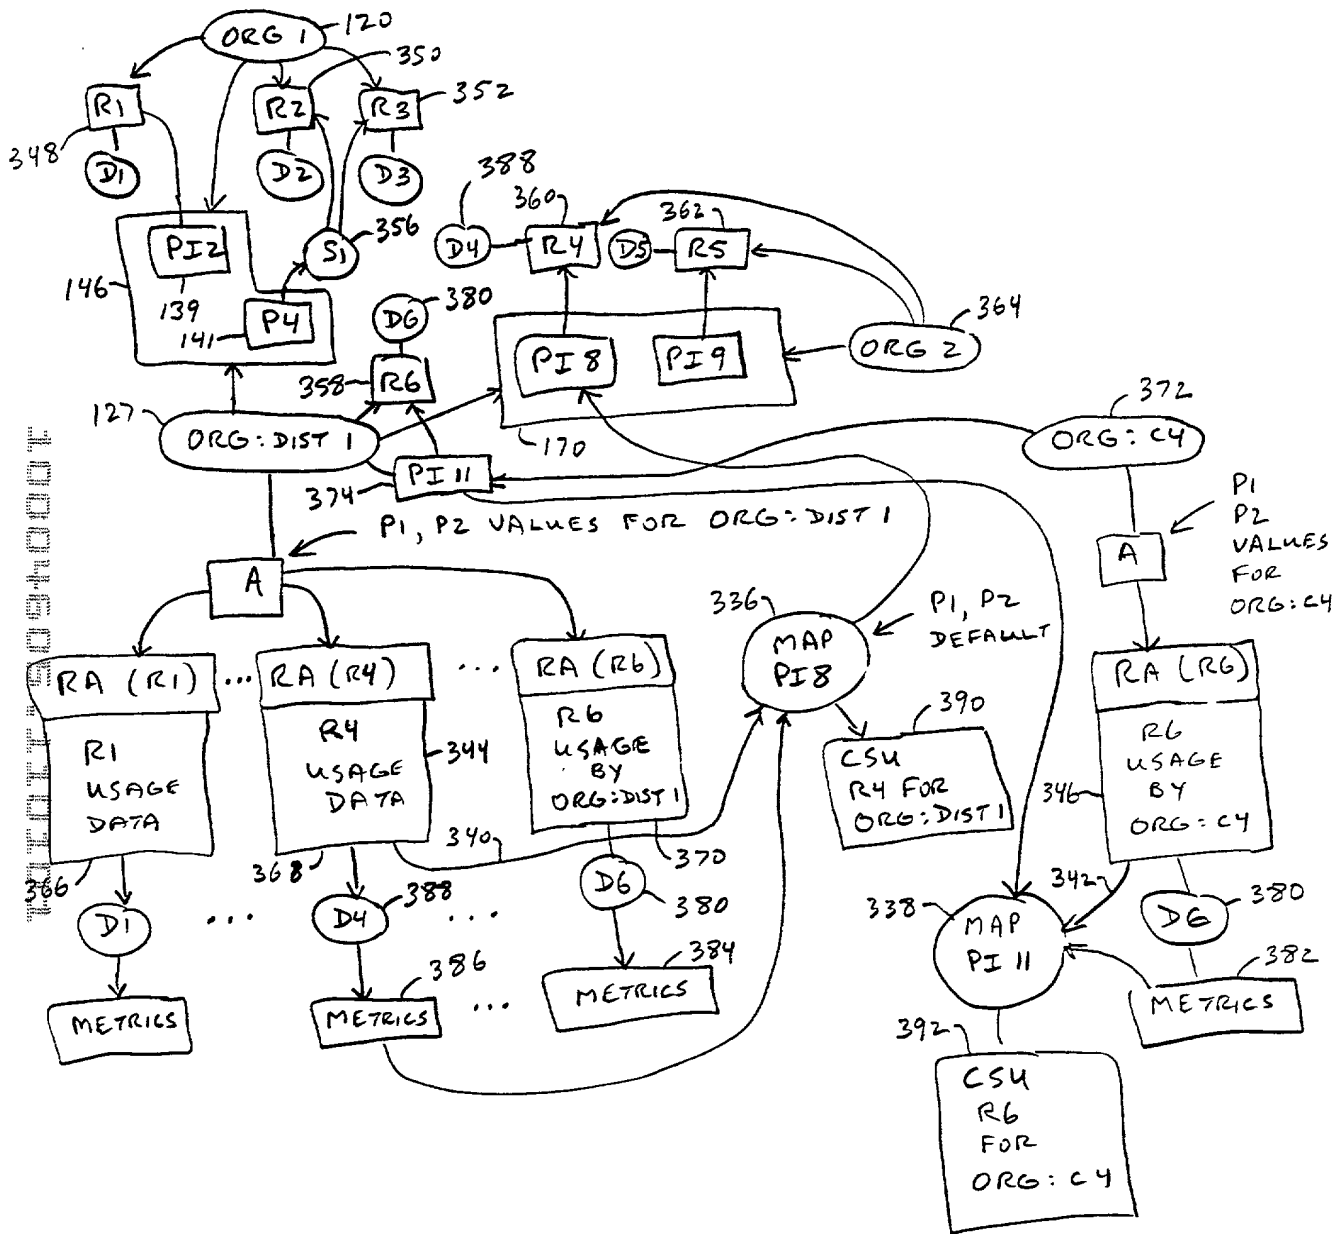 ORG 1
120
350
R1
R2
R3
352
348
D1
D2
D3
388
360
362
S1
356
D4
R4
D5
R5
PI2
146
139
P4
141
D6
380
364
PI 8
PI 9
ORG 2
358
R6
372
127
ORG: DIST 1
170
ORG: C4
PI 11
374
P1, P2 VALUES FOR ORG: DIST 1
P1
P2
VALUES
FOR
ORG: C4
A
A
336
P1, P2
DEFAULT
MAP
PI8
RA (R1)
...
RA (R4)
...
RA (R6)
RA (R6)
R1
USAGE
DATA
R4
USAGE
DATA
344
R6
USAGE
BY
ORG: DIST 1
390
CSU
R4 FOR
ORG: DIST 1
R6
USAGE
BY
ORG: C4
346
340
370
366
368
342
D1
...
D4
388
...
D6
380
338
MAP
PI 11
D6
380
386
384
382
METRICS
METRICS
...
METRICS
METRICS
392
CSU
R6
FOR
ORG: C4